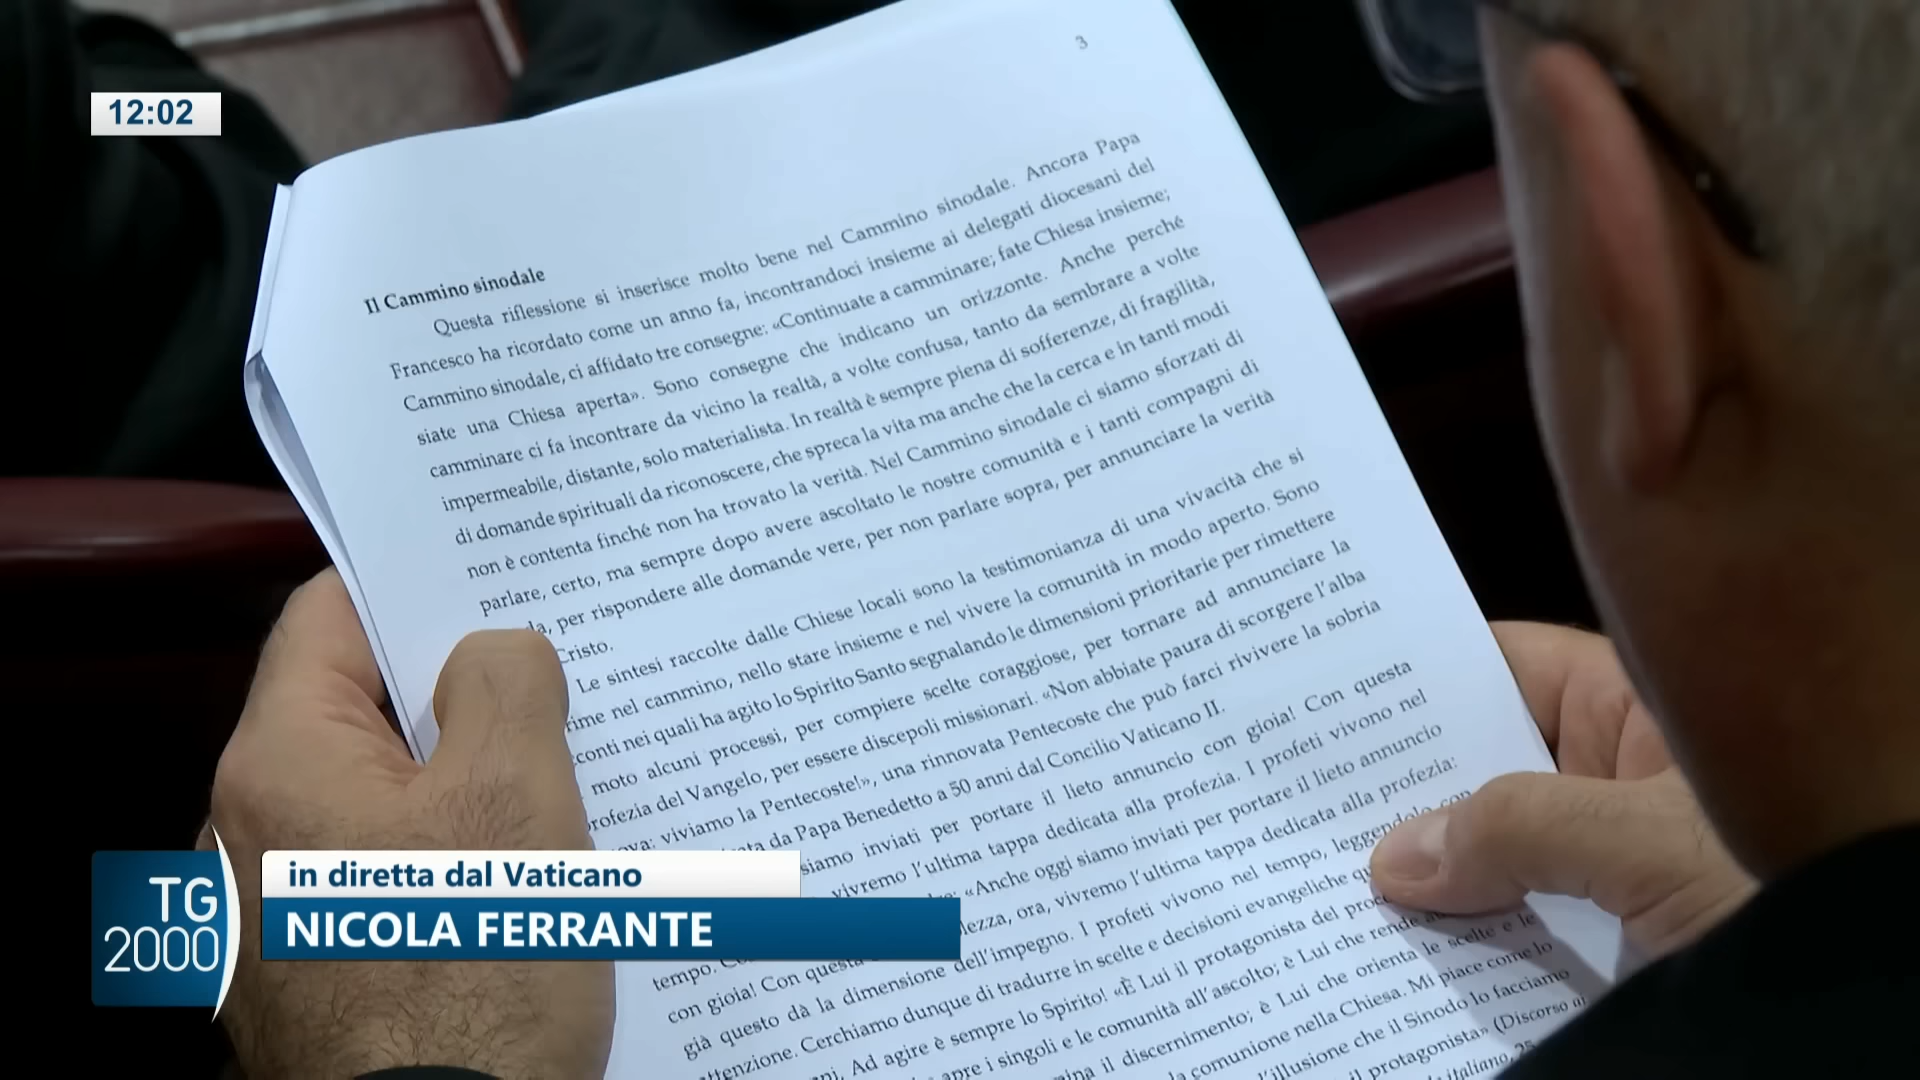 12:02
3
Il Cammino sinodale
Questa riflessione si inserisce molto bene nel Cammino sinodale. Ancora Papa
Francesco ha ricordato come un anno fa, incontrandoci insieme ai delegati diocesani del
Cammino sinodale, ci affidato tre consegne: «Continuate a camminare; fate Chiesa insieme;
siate una Chiesa aperta». Sono consegne che indicano un orizzonte. Anche perché
camminare ci fa incontrare da vicino la realtà, a volte confusa, tanto da sembrare a volte
impermeabile, distante, solo materialista. In realtà è sempre piena di sofferenze, di fragilità,
di domande spirituali da riconoscere, che spreca la vita ma anche che la cerca e in tanti modi
non è contenta finché non ha trovato la verità. Nel Cammino sinodale ci siamo sforzati di
parlare, certo, ma sempre dopo avere ascoltato le nostre comunità e i tanti compagni di
per rispondere alle domande vere, per non parlare sopra, per annunciare la verità
Cristo.
Le sintesi raccolte dalle Chiese locali sono la testimonianza di una vivacità che si
rime nel cammino, nello stare insieme e nel vivere la comunità in modo aperto. Sono
conti nei quali ha agito lo Spirito Santo segnalando le dimensioni prioritarie per rimettere
moto alcuni processi, per compiere scelte coraggiose, per tornare ad annunciare la
rofezia del Vangelo, per essere discepoli missionari. «Non abbiate paura di scorgere l'alba
ova: viviamo la Pentecoste!», una rinnovata Pentecoste che può farci rivivere la sobria
ata da Papa Benedetto a 50 anni dal Concilio Vaticano II.
siamo inviati per portare il lieto annuncio con gioia! Con questa
vivremo l'ultima tappa dedicata alla profezia. I profeti vivono nel
«Anche oggi siamo inviati per portare il lieto annuncio
lezza, ora, vivremo l'ultima tappa dedicata alla profezia:
tempo.
dell'impegno. I profeti vivono nel tempo, leggendolo con
con gioia! Con questa
in scelte e decisioni evangeliche
già questo dà la dimensione
«È Lui il protagonista del
ttenzione. Cerchiamo dunque di tradurre
all'ascolto; è Lui che rende
Ad agire è sempre lo Spirito!
è Lui che orienta le scelte e le
apre i singoli e le comunità
nella Chiesa. Mi piace come lo
il discernimento;
che il Sinodo lo facciamo
comunione
l'illusione
protagonista» (Discorso
italiano, 25
in diretta dal Vaticano
NICOLA FERRANTE
TG
2000